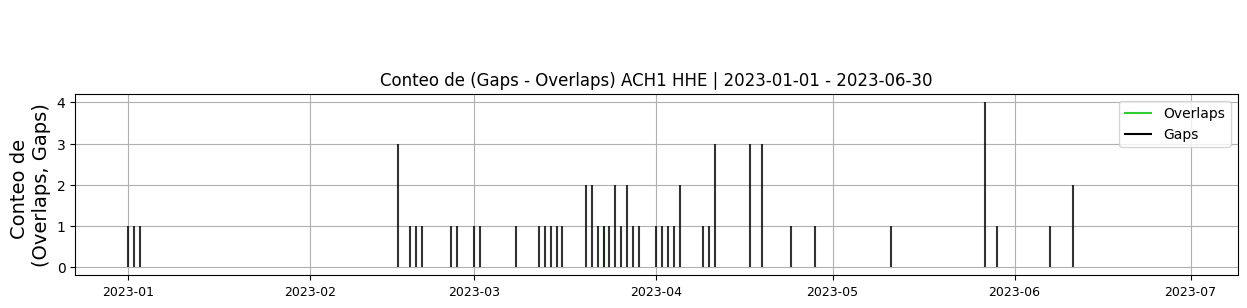 Conteo de (Gaps - Overlaps) ACH1 HHE | 2023-01-01 - 2023-06-30
Conteo de
(Overlaps, Gaps)
4
3
2
1
0
Overlaps
Gaps
2023-01
2023-02
2023-03
2023-04
2023-05
2023-06
2023-07